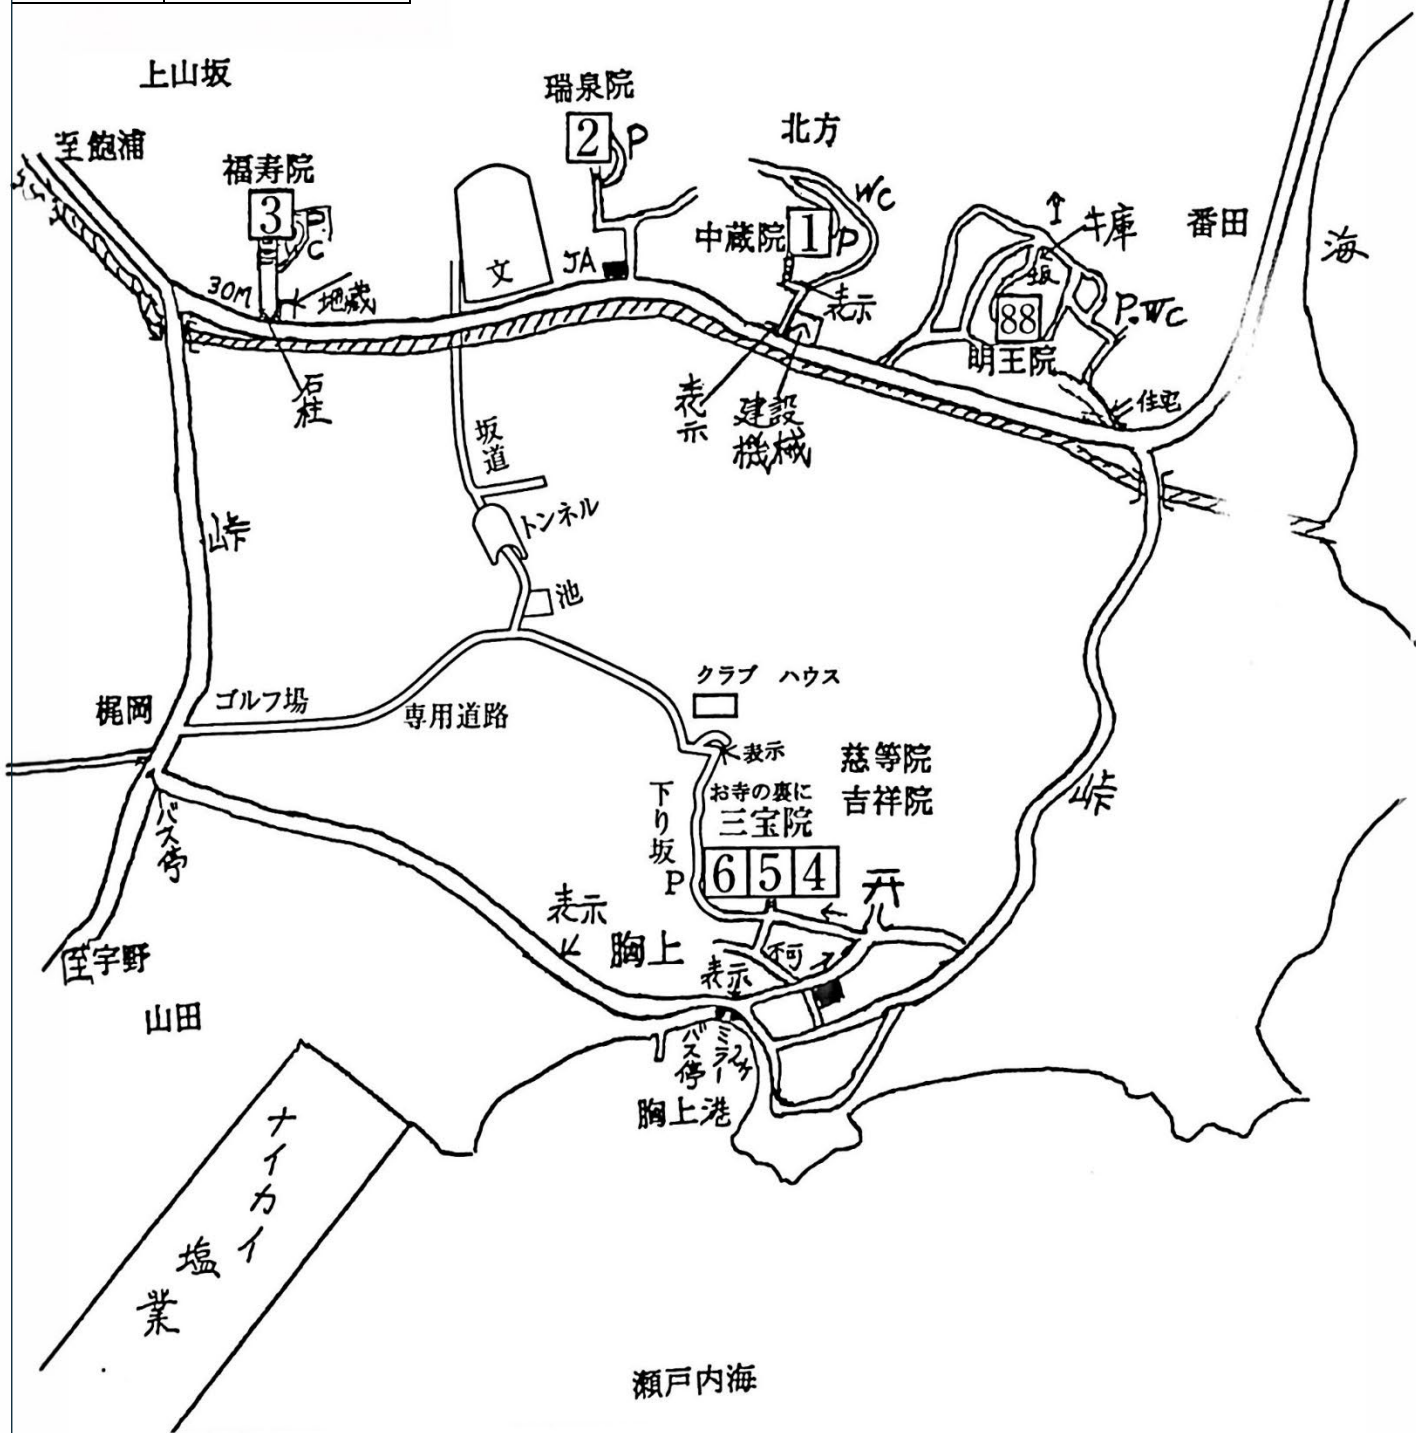 上山坂
至飽浦
福寿院
3
P
C
30M
地蔵
石柱
瑞泉院
2
P
文
JA
北方
WC
中蔵院
1
P
表示
表示
建設
機械
牛庫
番田
坂
88
P.WC
明王院
住宅
海
坂道
トンネル
池
峠
梶岡
ゴルフ場
専用道路
クラブ ハウス
表示
慈等院
吉祥院
お寺の裏に
三宝院
下り坂
P
6
5
4
峠
バス停
表示
胸上
不可
表示
至宇野
山田
バス停
ミラー
胸上港
ナイカイ
塩業
瀬戸内海